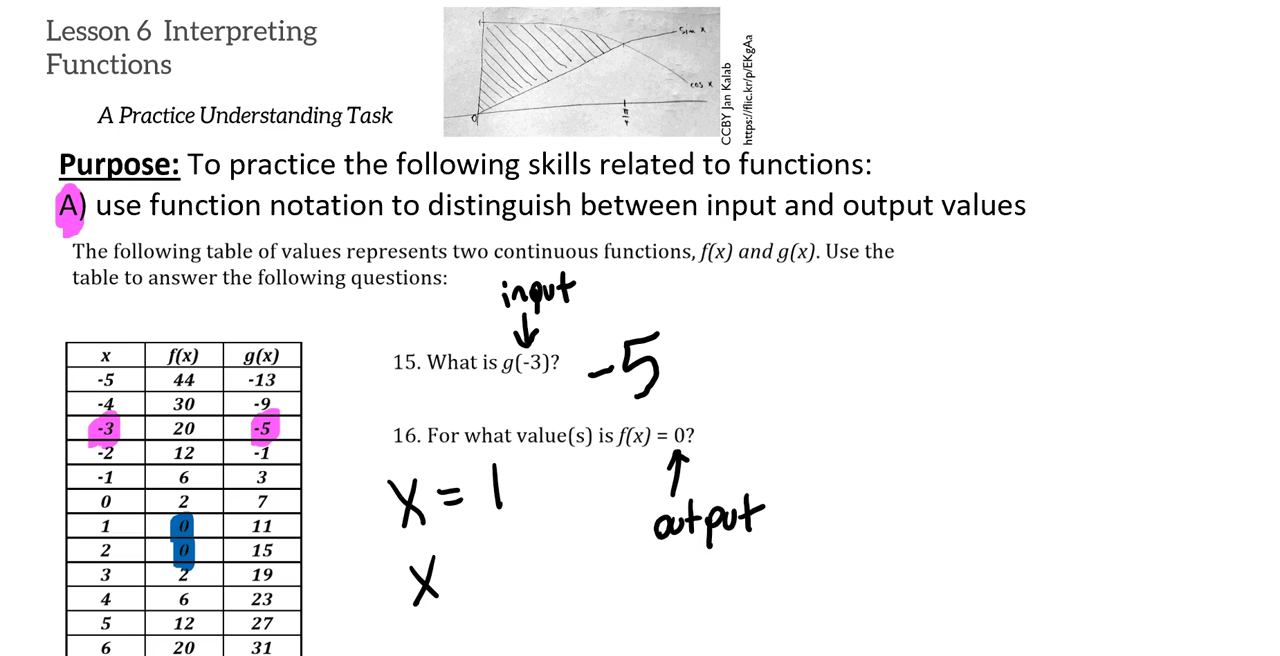 Lesson 6 Interpreting
Functions
A Practice Understanding Task
1
sin x
cos x
0
CCBY Jan Kalab
https://flic.kr/p/EKgAa
Purpose: To practice the following skills related to functions:
A) use function notation to distinguish between input and output values
The following table of values represents two continuous functions, f(x) and g(x). Use the
table to answer the following questions:
input
15. What is g(-3)? -5
16. For what value(s) is f(x) = 0?
x = 1
output
x
x f(x) g(x)
-5 44 -13
-4 30 -9
-3 20 -5
-2 12 -1
-1 6 3
0 2 7
1 0 11
2 0 15
3 2 19
4 6 23
5 12 27
6 20 31